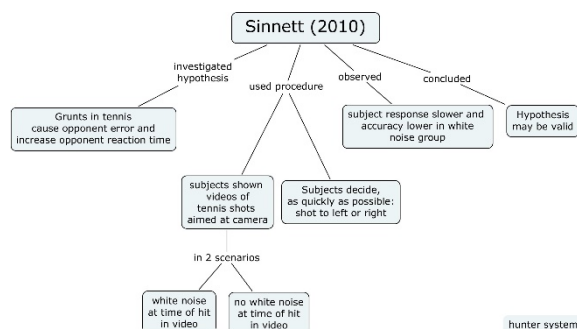 Sinnett (2010)
investigated
hypothesis
used procedure
observed
concluded
Grunts in tennis
cause opponent error and
increase opponent reaction time
subject response slower and
accuracy lower in white
noise group
Hypothesis
may be valid
subjects shown
videos of
tennis shots
aimed at camera
Subjects decide,
as quickly as possible:
shot to left or right
in 2 scenarios
white noise
at time of hit
in video
no white noise
at time of hit
in video
hunter system